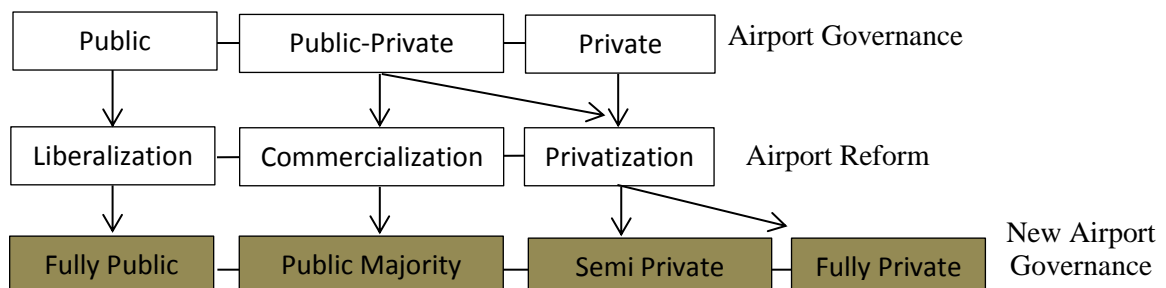 Public
Public-Private
Private
Airport Governance
Liberalization
Commercialization
Privatization
Airport Reform
Fully Public
Public Majority
Semi Private
Fully Private
New Airport
Governance